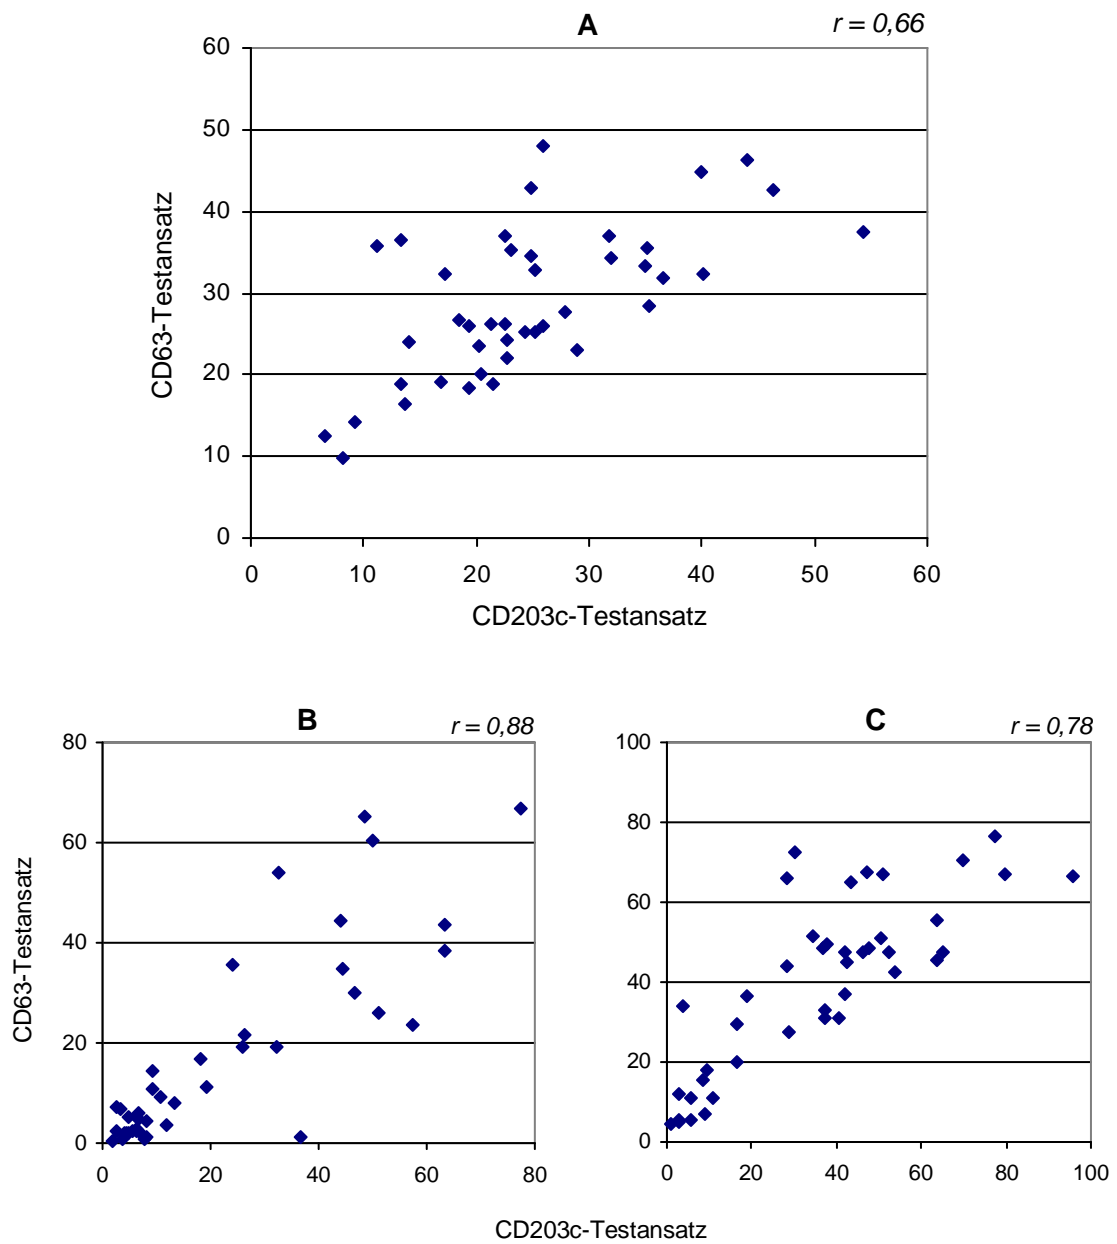 A
r = 0,66
60
50
40
30
20
10
0
CD63-Testansatz
0 10 20 30 40 50 60
CD203c-Testansatz
B
r = 0,88
80
60
40
20
0
CD63-Testansatz
0 20 40 60 80
C
r = 0,78
100
80
60
40
20
0
0 20 40 60 80 100
CD203c-Testansatz